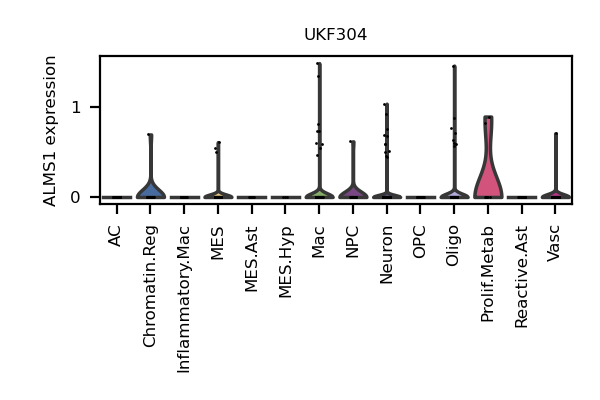 UKF304
ALMS1 expression
1
0
AC
Chromatin.Reg
Inflammatory.Mac
MES
MES.Ast
MES.Hyp
Mac
NPC
Neuron
OPC
Oligo
Prolif.Metab
Reactive.Ast
Vasc